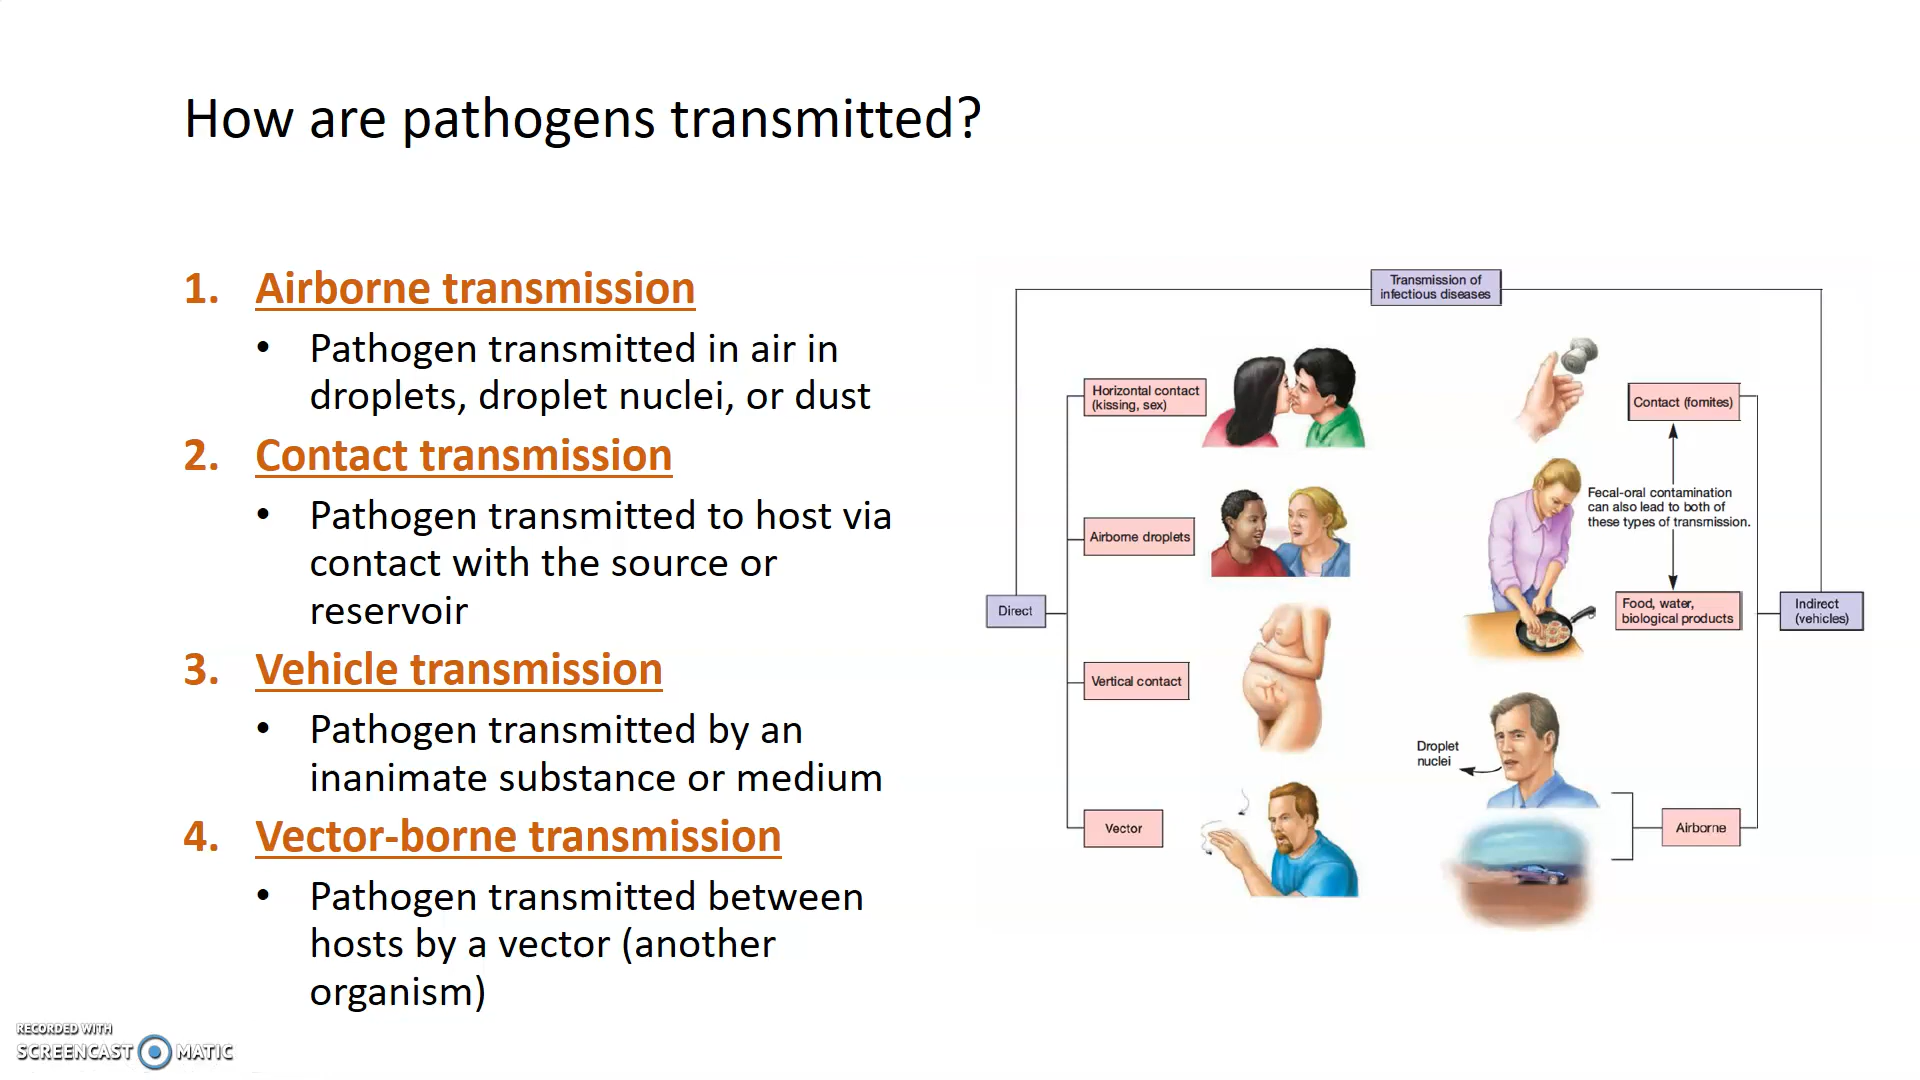 How are pathogens transmitted?
1. Airborne transmission
• Pathogen transmitted in air in
droplets, droplet nuclei, or dust
2. Contact transmission
• Pathogen transmitted to host via
contact with the source or
reservoir
3. Vehicle transmission
• Pathogen transmitted by an
inanimate substance or medium
4. Vector-borne transmission
• Pathogen transmitted between
hosts by a vector (another
organism)
Transmission of
infectious diseases
Direct
Horizontal contact
(kissing, sex)
Airborne droplets
Vertical contact
Vector
Contact (fomites)
Fecal-oral contamination
can also lead to both of
these types of transmission.
Food, water,
biological products
Indirect
(vehicles)
Droplet
nuclei
Airborne
RECORDED WITH
SCREENCAST MATIC